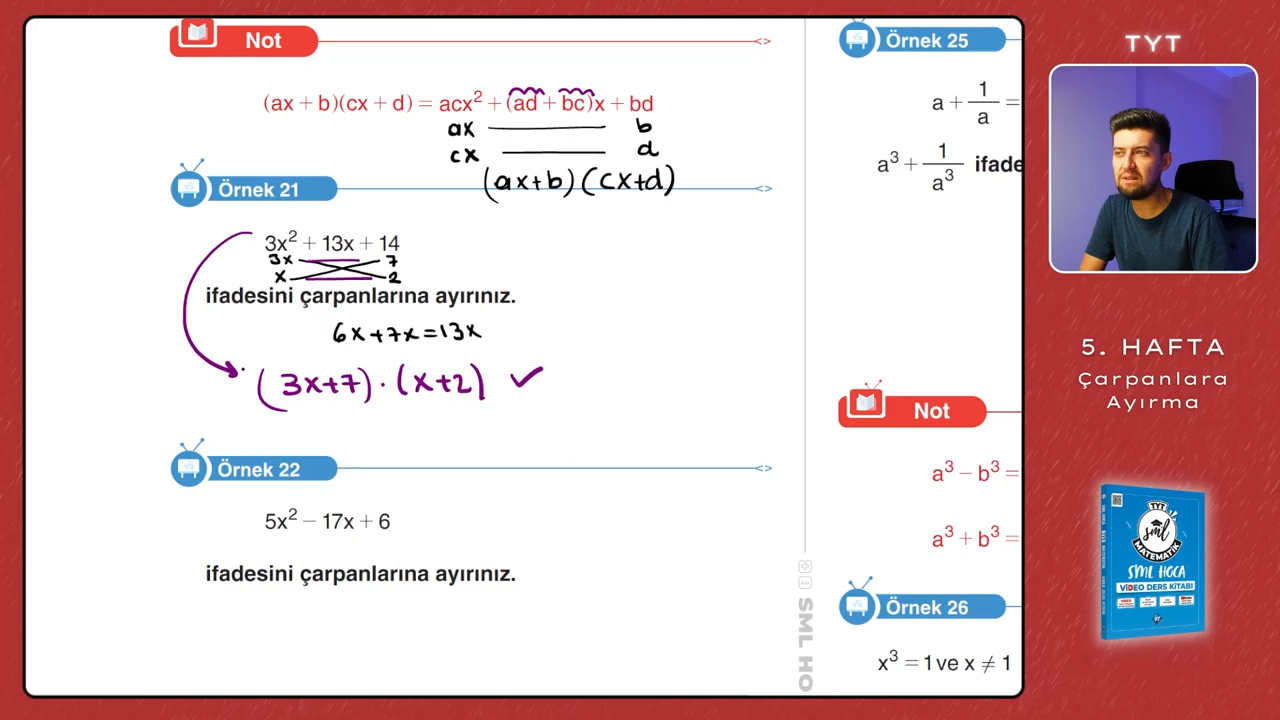 Not
(ax + b)(cx + d) = acx² + (ad + bc)x + bd
ax b
cx d
(ax+b)(cx+d)
Örnek 21
3x² + 13x + 14
3x 7
x 2
ifadesini çarpanlarına ayırınız.
6x+7x=13x
(3x+7)·(x+2) ✓
Örnek 22
5x² − 17x + 6
ifadesini çarpanlarına ayırınız.
SML HO
Örnek 25
a + 1/a =
a³ + 1/a³ ifade
Not
a³ − b³ =
a³ + b³ =
Örnek 26
x³ = 1 ve x ≠ 1
TYT
5. HAFTA
Çarpanlara
Ayırma
TYT
sml
MATEMATİK
SML HOCA
VİDEO DERS KİTABI